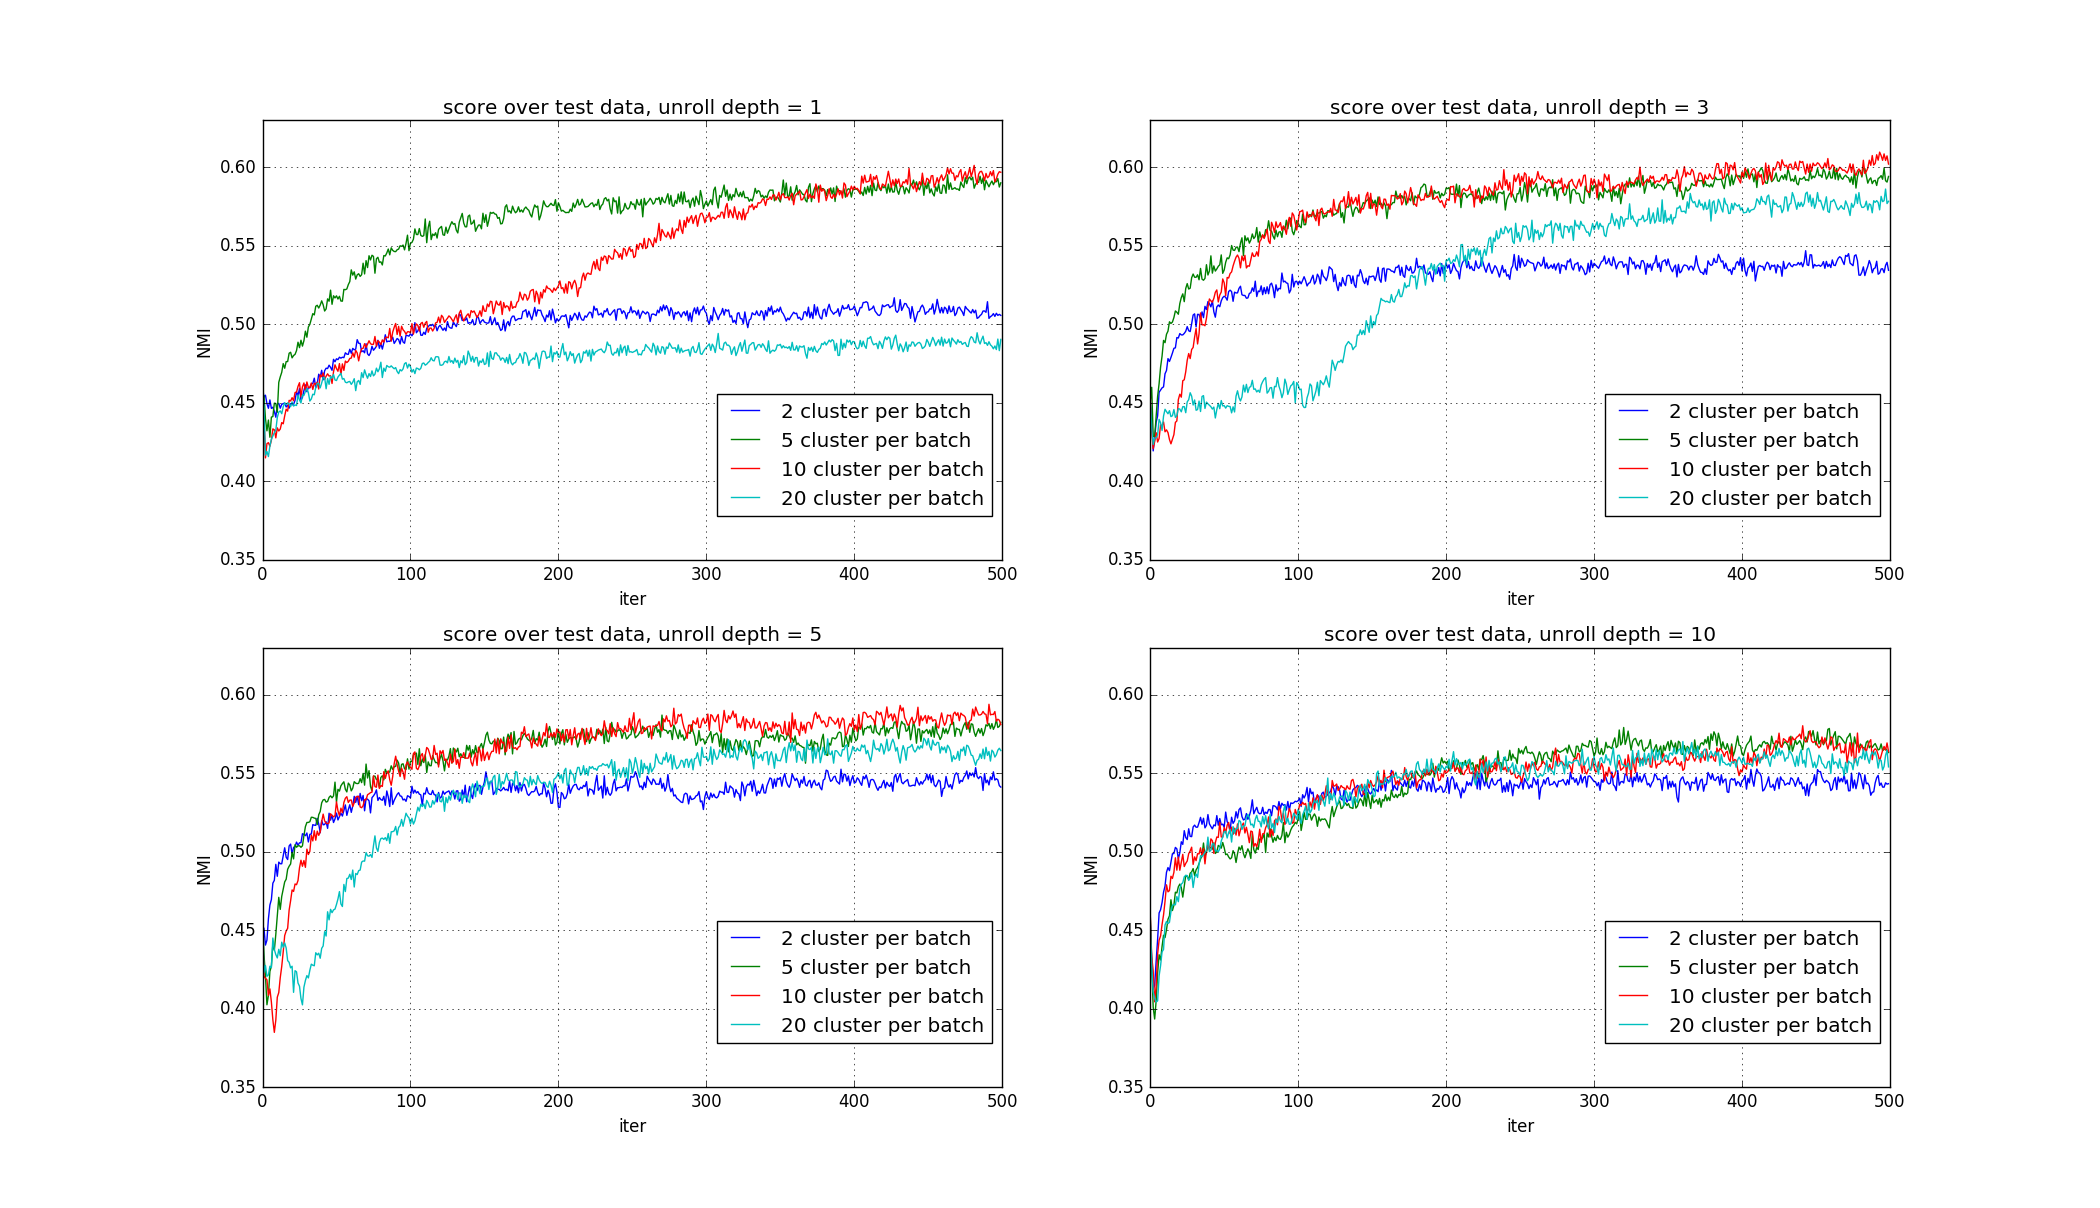 score over test data, unroll depth = 1
0.60
0.55
0.50
0.45
0.40
0.35
NMI
0 100 200 300 400 500
iter
2 cluster per batch
5 cluster per batch
10 cluster per batch
20 cluster per batch
score over test data, unroll depth = 3
0.60
0.55
0.50
0.45
0.40
0.35
NMI
0 100 200 300 400 500
iter
2 cluster per batch
5 cluster per batch
10 cluster per batch
20 cluster per batch
score over test data, unroll depth = 5
0.60
0.55
0.50
0.45
0.40
0.35
NMI
0 100 200 300 400 500
iter
2 cluster per batch
5 cluster per batch
10 cluster per batch
20 cluster per batch
score over test data, unroll depth = 10
0.60
0.55
0.50
0.45
0.40
0.35
NMI
0 100 200 300 400 500
iter
2 cluster per batch
5 cluster per batch
10 cluster per batch
20 cluster per batch